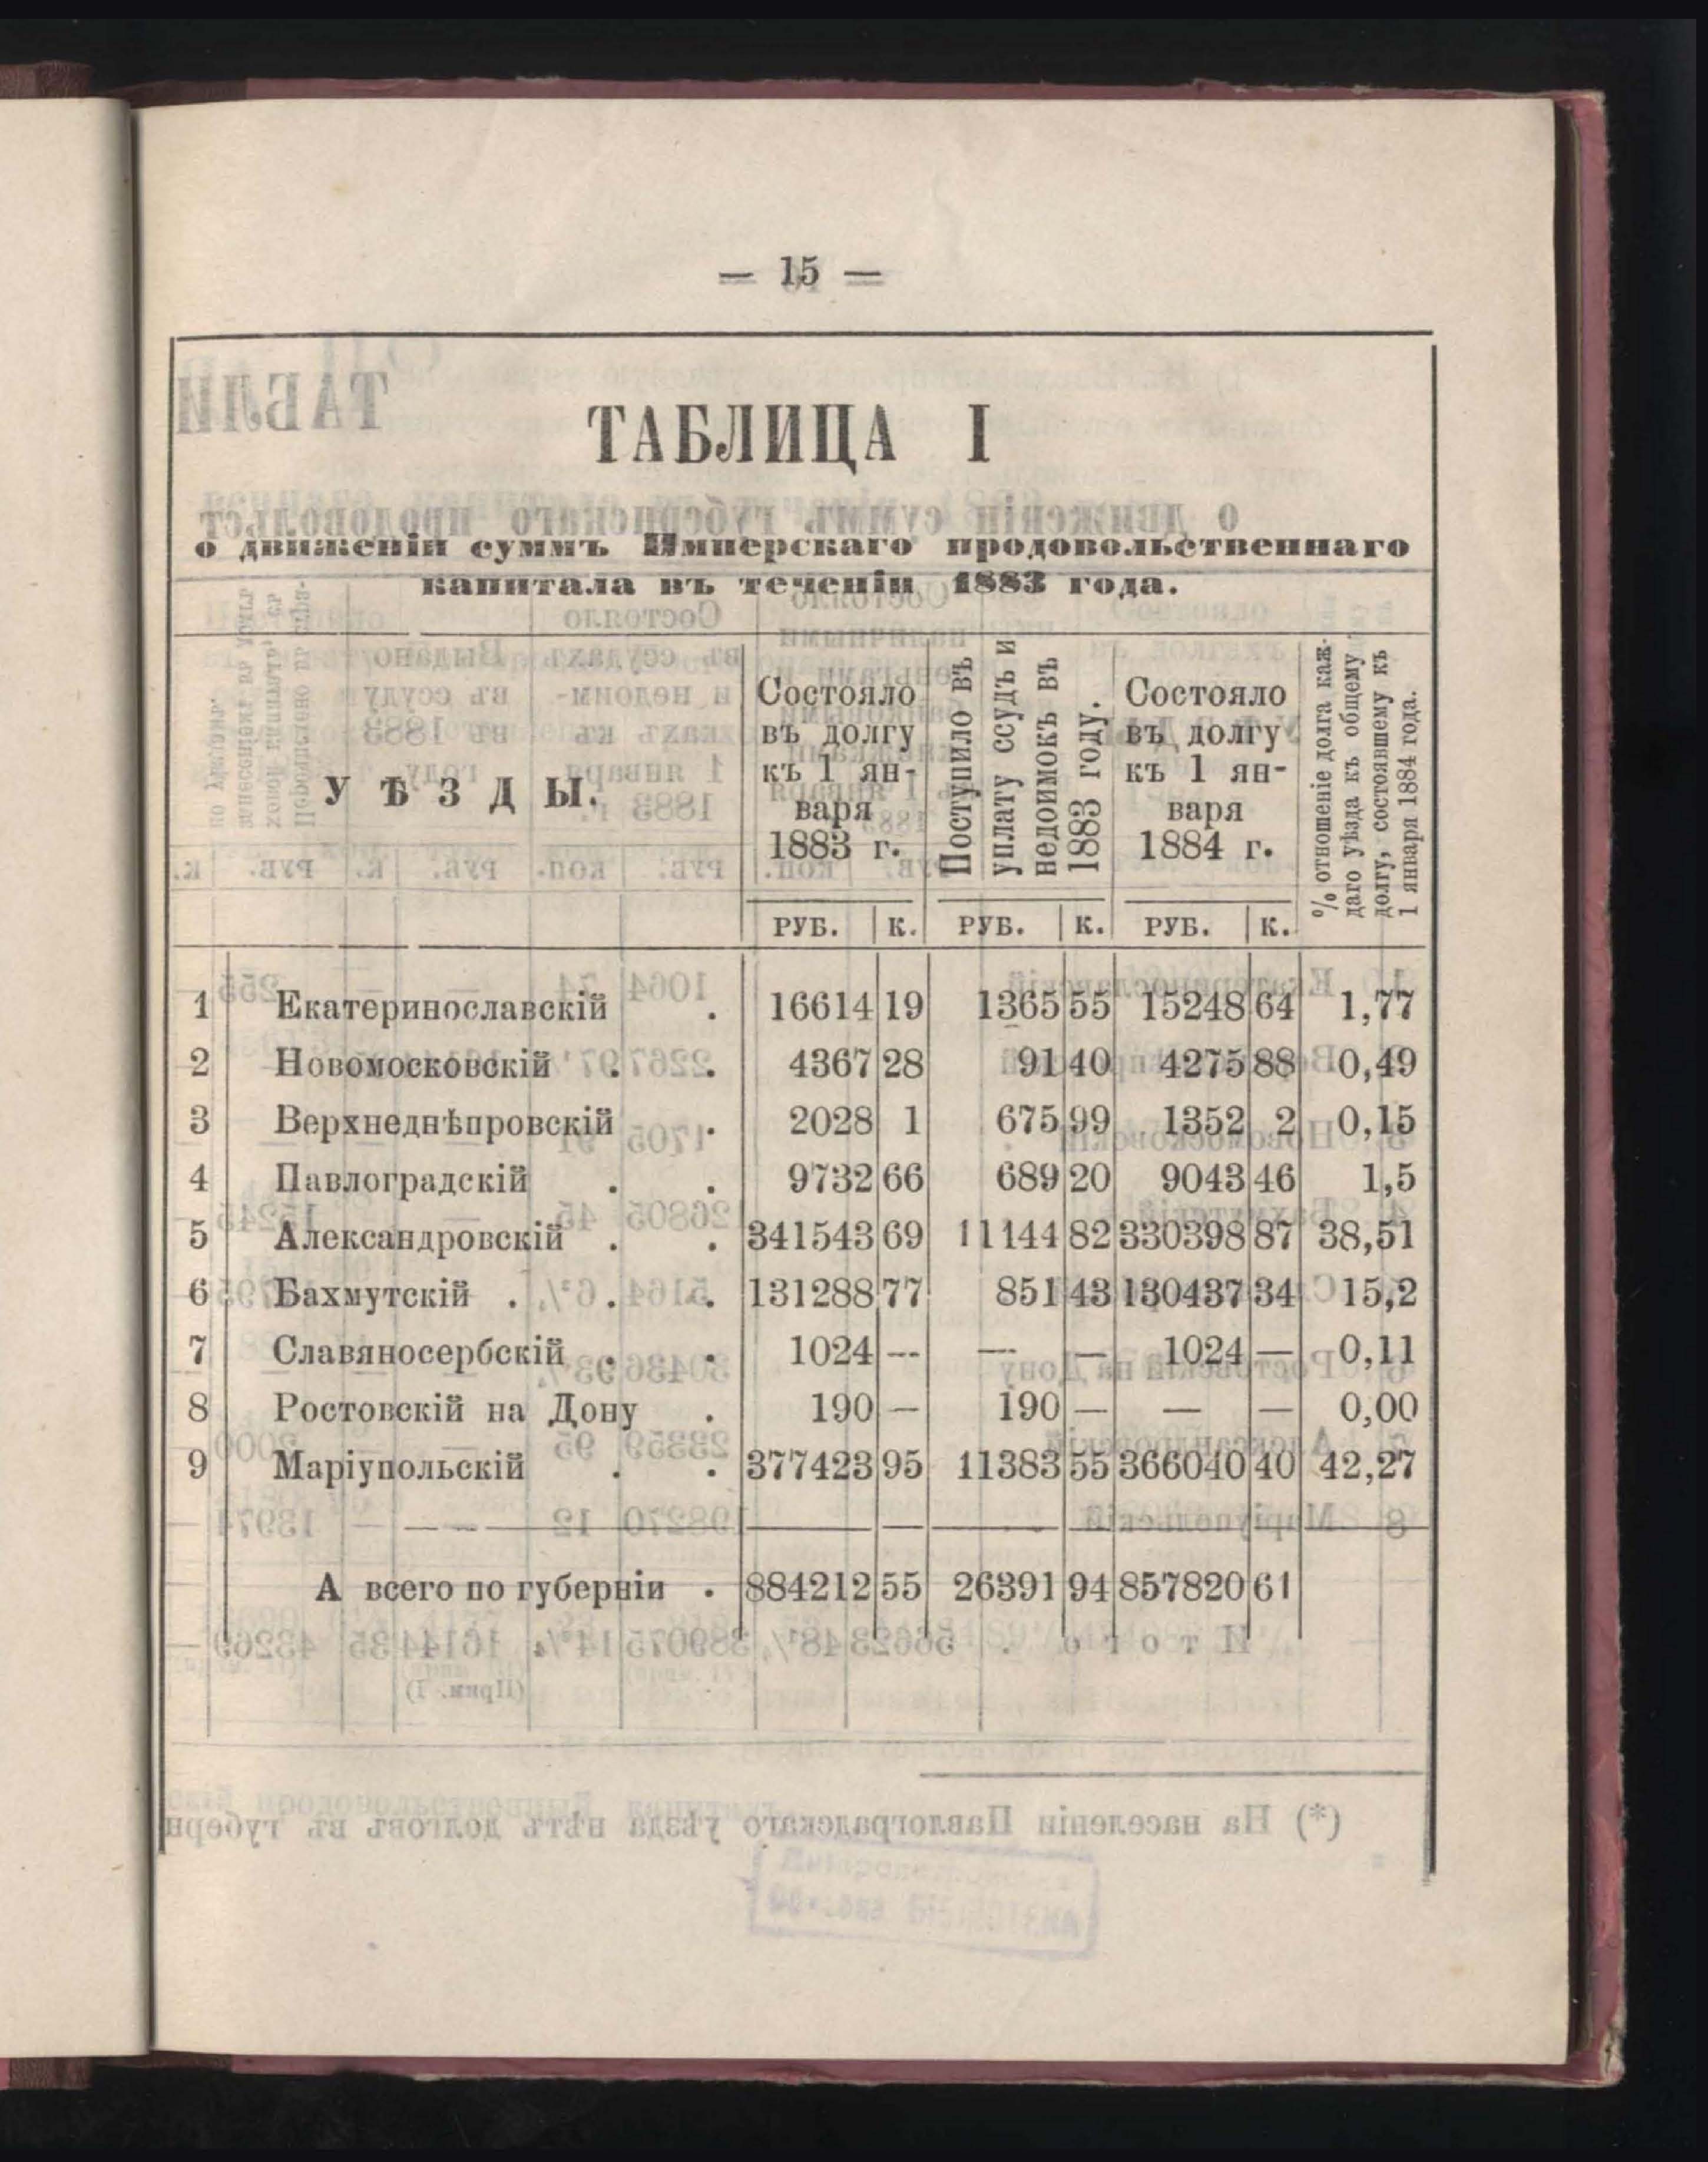 — 15 —
ТАБЛИЦА I
о движеніи суммъ Имперскаго продовольственнаго
капитала въ теченіи 1883 года.
УѢЗДЫ.
Состояло
въ долгу
къ 1 ян-
варя
1883 г.
Поступило въ
уплату ссудъ и
недоимокъ въ
1883 году.
Состояло
въ долгу
къ 1 ян-
варя
1884 г.
% отношеніе долга каж-
даго уѣзда къ общему
долгу, состоявшему къ
1 января 1884 года.
РУБ. К. РУБ. К. РУБ. К.
1 Екатеринославскій . 16614 19 1365 55 15248 64 1,77
2 Новомосковскій . . 4367 28 91 40 4275 88 0,49
3 Верхнеднѣпровскій . 2028 1 675 99 1352 2 0,15
4 Павлоградскій . . 9732 66 689 20 9043 46 1,5
5 Александровскій . . 341543 69 11144 82 330398 87 38,51
6 Бахмутскій . . . 131288 77 851 43 130437 34 15,2
7 Славяносербскій . . 1024 — — — 1024 — 0,11
8 Ростовскій на Дону . 190 — 190 — — — 0,00
9 Маріупольскій . . 377423 95 11383 55 366040 40 42,27
А всего по губерніи . 884212 55 26391 94 857820 61